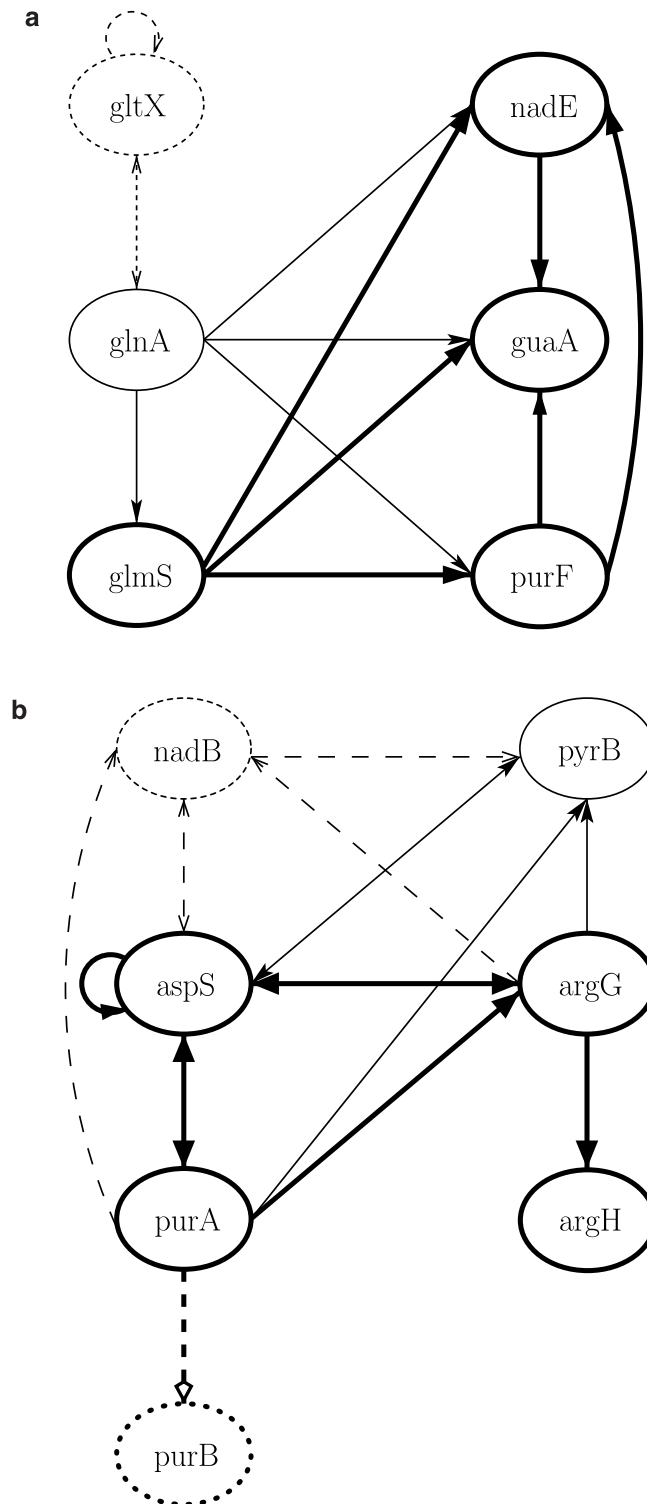 a
gltX
nadE
glnA
guaA
glmS
purF
b
nadB
pyrB
aspS
argG
purA
argH
purB